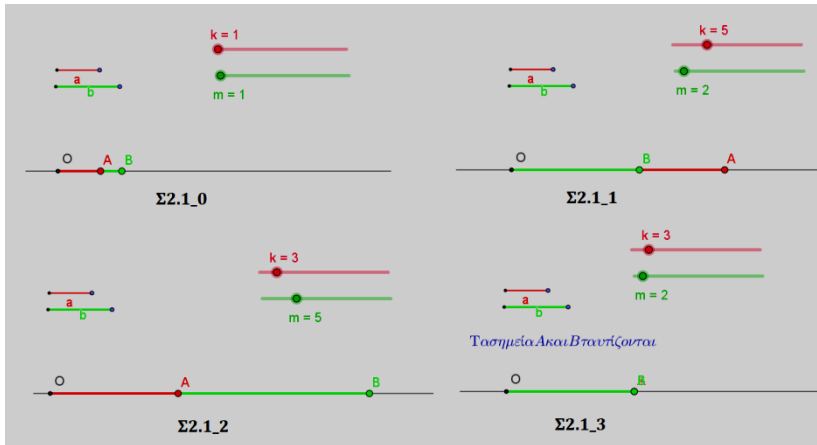 k = 1
a
b
m = 1
O A B
Σ2.1_0
k = 5
a
b
m = 2
O B A
Σ2.1_1
k = 3
a
b
m = 5
O A B
Σ2.1_2
k = 3
a
b
m = 2
ΤασημείαΑκαιΒταυτίζονται
O
Σ2.1_3